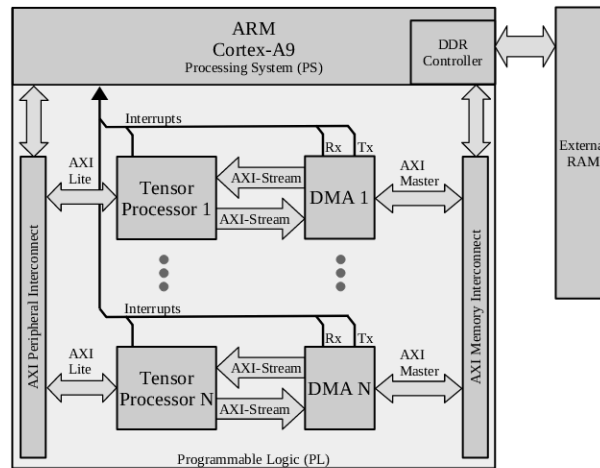 ARM
Cortex-A9
Processing System (PS)
DDR
Controller
External
RAM
Interrupts
Rx
Tx
AXI
Lite
Tensor
Processor 1
AXI-Stream
AXI-Stream
DMA 1
AXI
Master
AXI Peripheral Interconnect
AXI Memory Interconnect
Interrupts
Rx
Tx
AXI
Lite
Tensor
Processor N
AXI-Stream
AXI-Stream
DMA N
AXI
Master
Programmable Logic (PL)